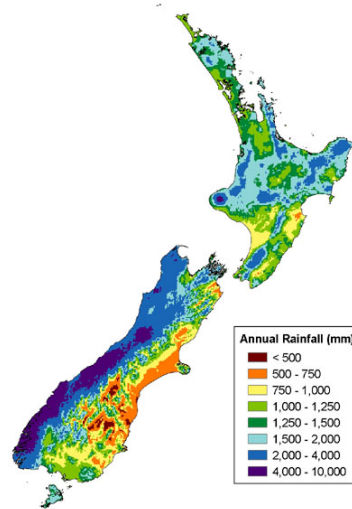 Annual Rainfall (mm)
< 500
500 - 750
750 - 1,000
1,000 - 1,250
1,250 - 1,500
1,500 - 2,000
2,000 - 4,000
4,000 - 10,000